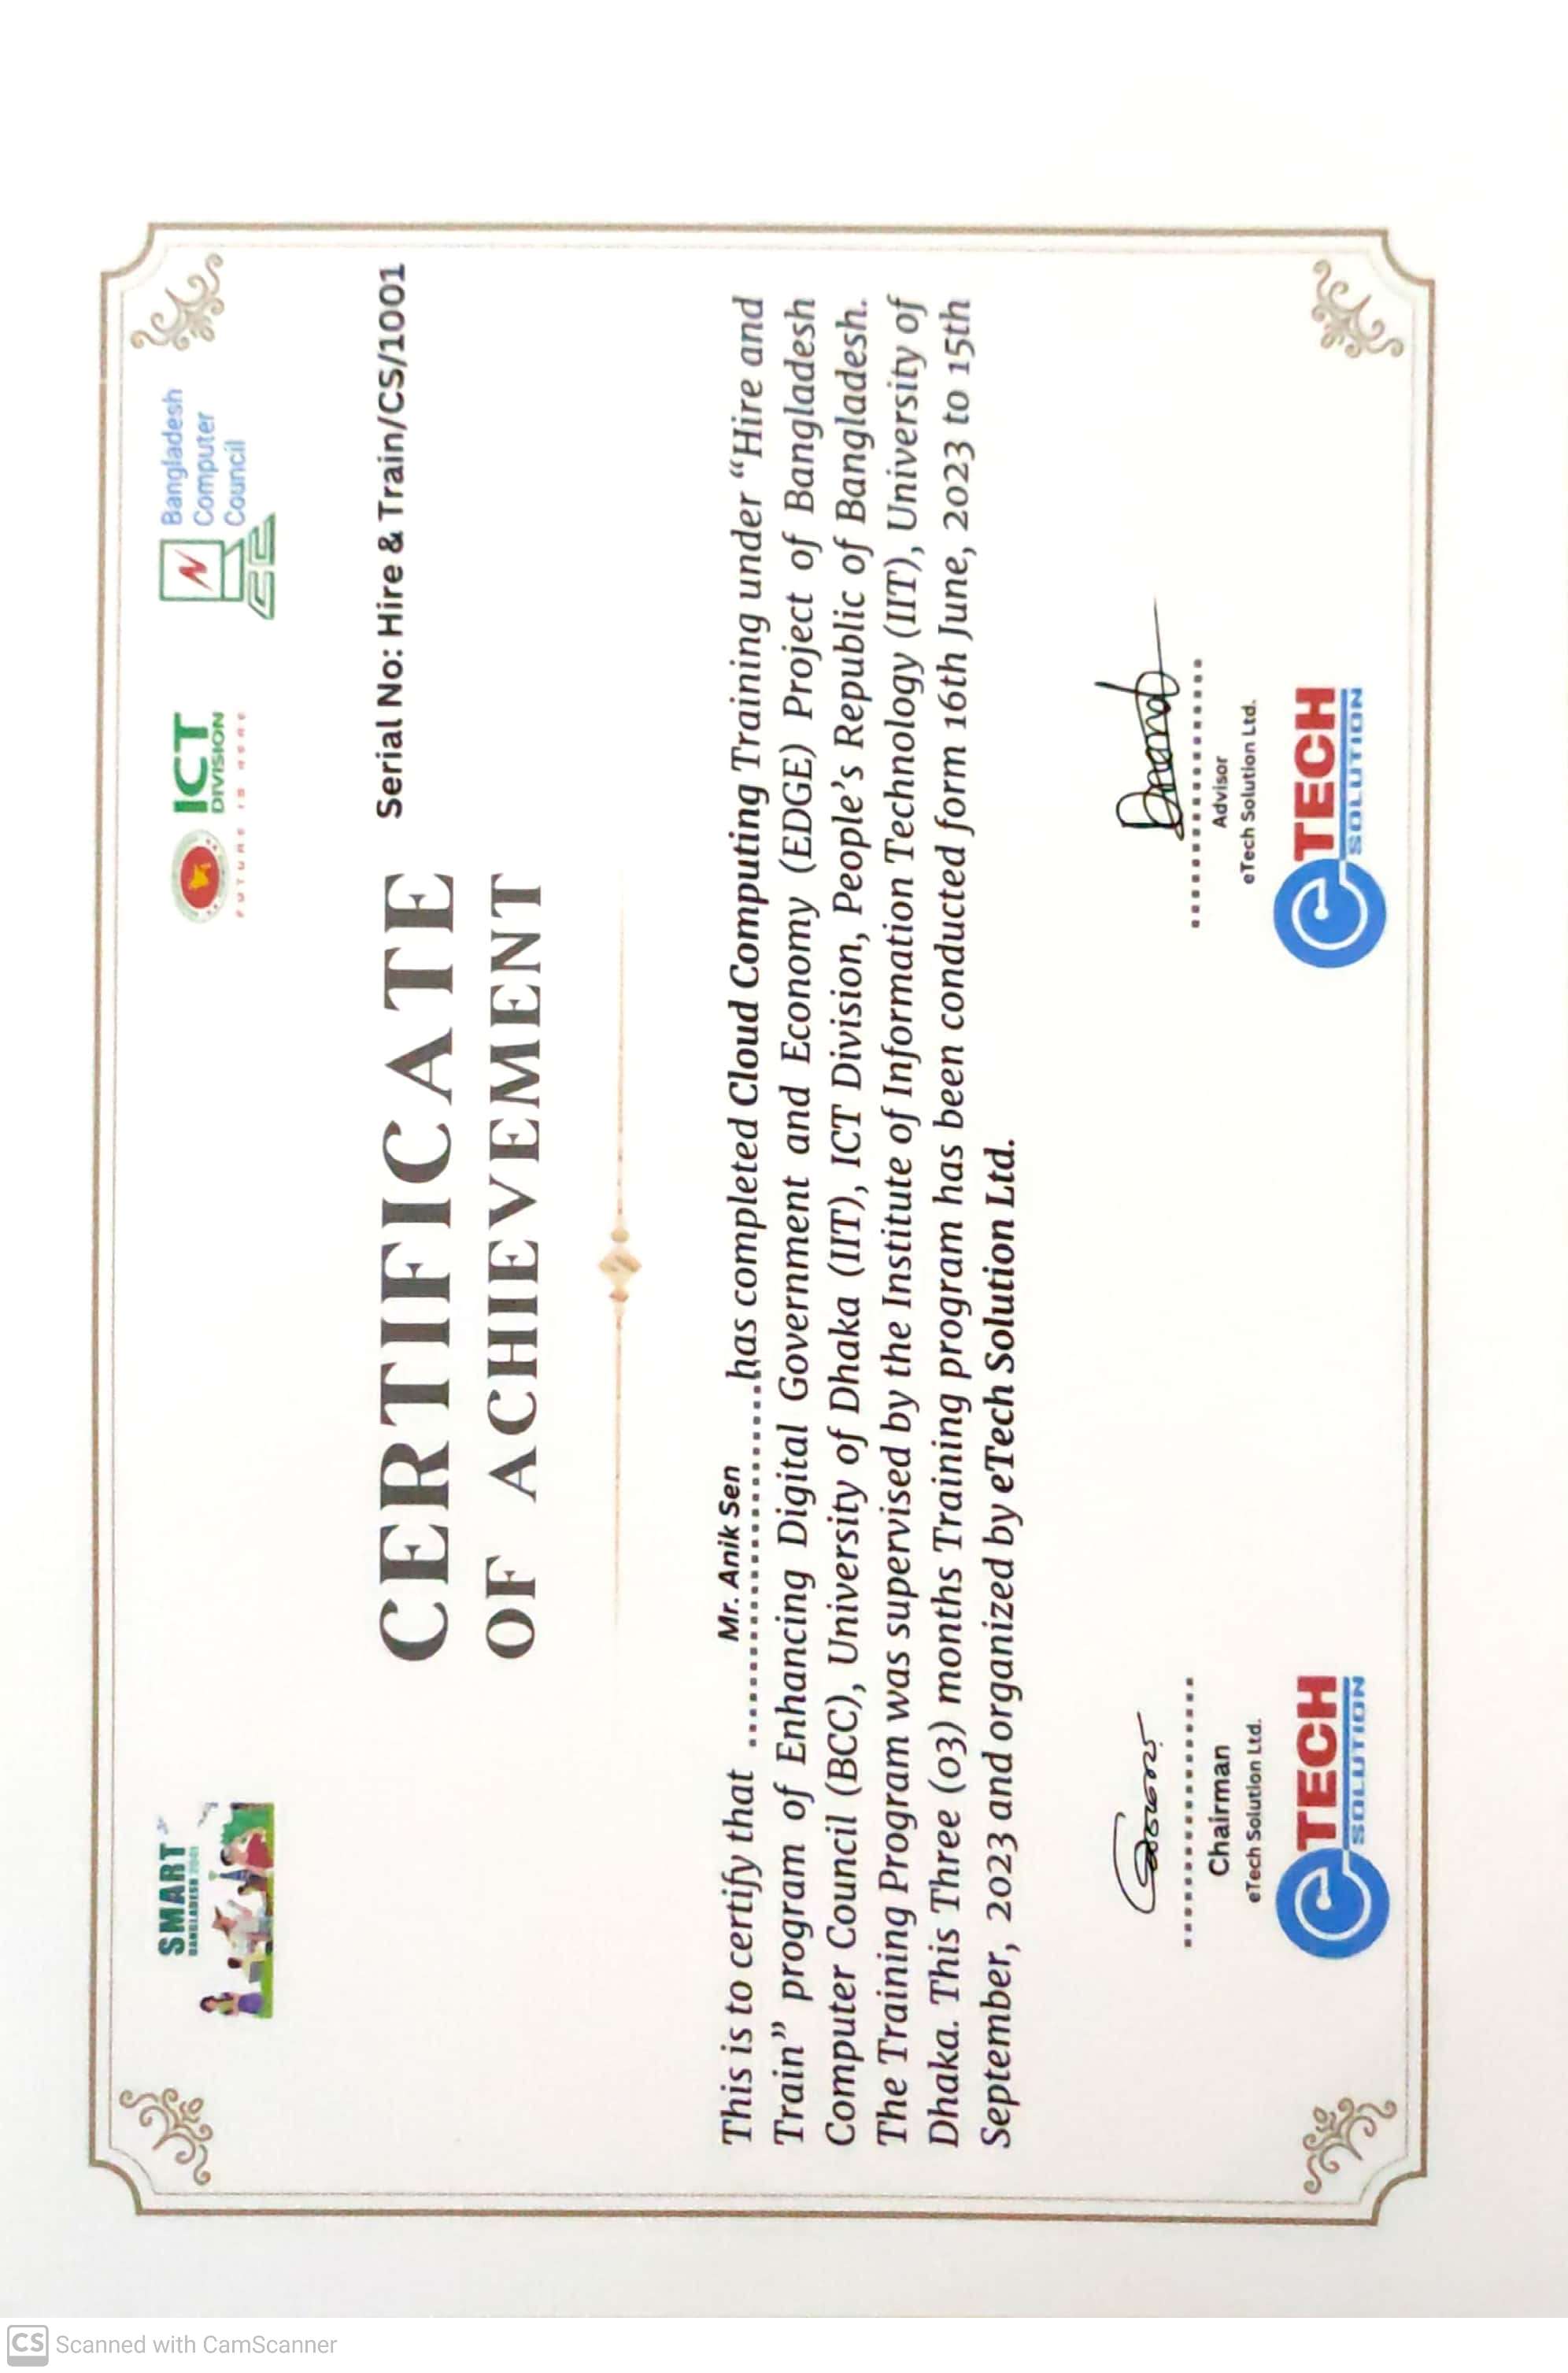 CS Scanned with CamScanner
SMART
BANGLADESH 2041
ICT
DIVISION
FUTURE IS HERE
Bangladesh
Computer
Council
Serial No: Hire & Train/CS/1001
CERTIFICATE
OF ACHIEVEMENT
This is to certify that ........................Mr. Anik Sen........................has completed Cloud Computing Training under “Hire and
Train” program of Enhancing Digital Government and Economy (EDGE) Project of Bangladesh
Computer Council (BCC), University of Dhaka (IIT), ICT Division, People’s Republic of Bangladesh.
The Training Program was supervised by the Institute of Information Technology (IIT), University of
Dhaka. This Three (03) months Training program has been conducted form 16th June, 2023 to 15th
September, 2023 and organized by eTech Solution Ltd.
Chairman
eTech Solution Ltd.
eTECH
SOLUTION
Advisor
eTech Solution Ltd.
eTECH
SOLUTION